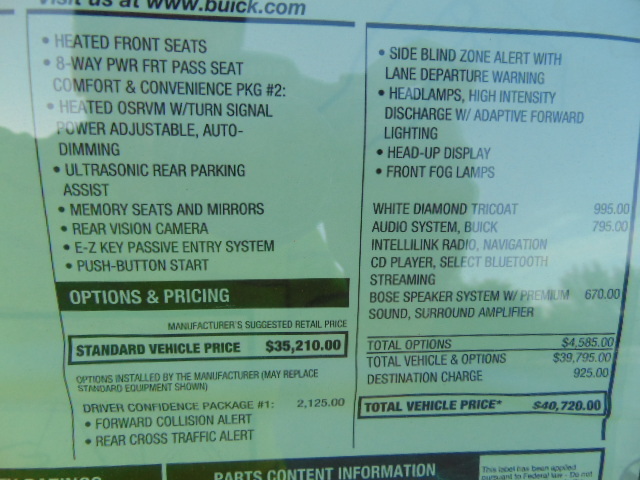 us at www.buick.com
• HEATED FRONT SEATS
• 8-WAY PWR FRT PASS SEAT
COMFORT & CONVENIENCE PKG #2:
• HEATED OSRVM W/TURN SIGNAL
POWER ADJUSTABLE, AUTO-
DIMMING
• ULTRASONIC REAR PARKING
ASSIST
• MEMORY SEATS AND MIRRORS
• REAR VISION CAMERA
• E-Z KEY PASSIVE ENTRY SYSTEM
• PUSH-BUTTON START
OPTIONS & PRICING
MANUFACTURER'S SUGGESTED RETAIL PRICE
STANDARD VEHICLE PRICE $35,210.00
OPTIONS INSTALLED BY THE MANUFACTURER (MAY REPLACE
STANDARD EQUIPMENT SHOWN)
DRIVER CONFIDENCE PACKAGE #1: 2,125.00
• FORWARD COLLISION ALERT
• REAR CROSS TRAFFIC ALERT
• SIDE BLIND ZONE ALERT WITH
LANE DEPARTURE WARNING
• HEADLAMPS, HIGH INTENSITY
DISCHARGE W/ ADAPTIVE FORWARD
LIGHTING
• HEAD-UP DISPLAY
• FRONT FOG LAMPS
WHITE DIAMOND TRICOAT 995.00
AUDIO SYSTEM, BUICK 795.00
INTELLILINK RADIO, NAVIGATION
CD PLAYER, SELECT BLUETOOTH
STREAMING
BOSE SPEAKER SYSTEM W/ PREMIUM 670.00
SOUND, SURROUND AMPLIFIER
TOTAL OPTIONS $4,585.00
TOTAL VEHICLE & OPTIONS $39,795.00
DESTINATION CHARGE 925.00
TOTAL VEHICLE PRICE* $40,720.00
RATINGS
PARTS CONTENT INFORMATION
This label has been applied
pursuant to Federal law - Do not